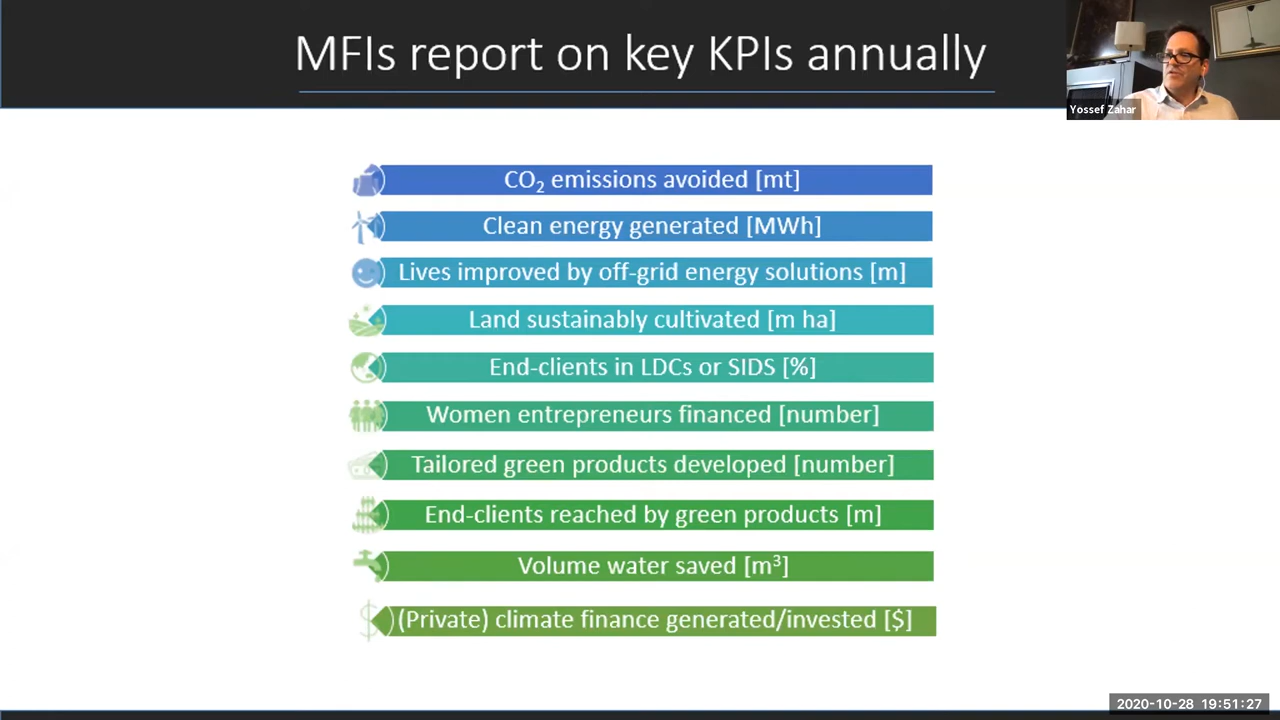 MFIs report on key KPIs annually
Yossef Zahar
CO₂ emissions avoided [mt]
Clean energy generated [MWh]
Lives improved by off-grid energy solutions [m]
Land sustainably cultivated [m ha]
End-clients in LDCs or SIDS [%]
Women entrepreneurs financed [number]
Tailored green products developed [number]
End-clients reached by green products [m]
Volume water saved [m³]
(Private) climate finance generated/invested [$]
2020-10-28 19:51:27